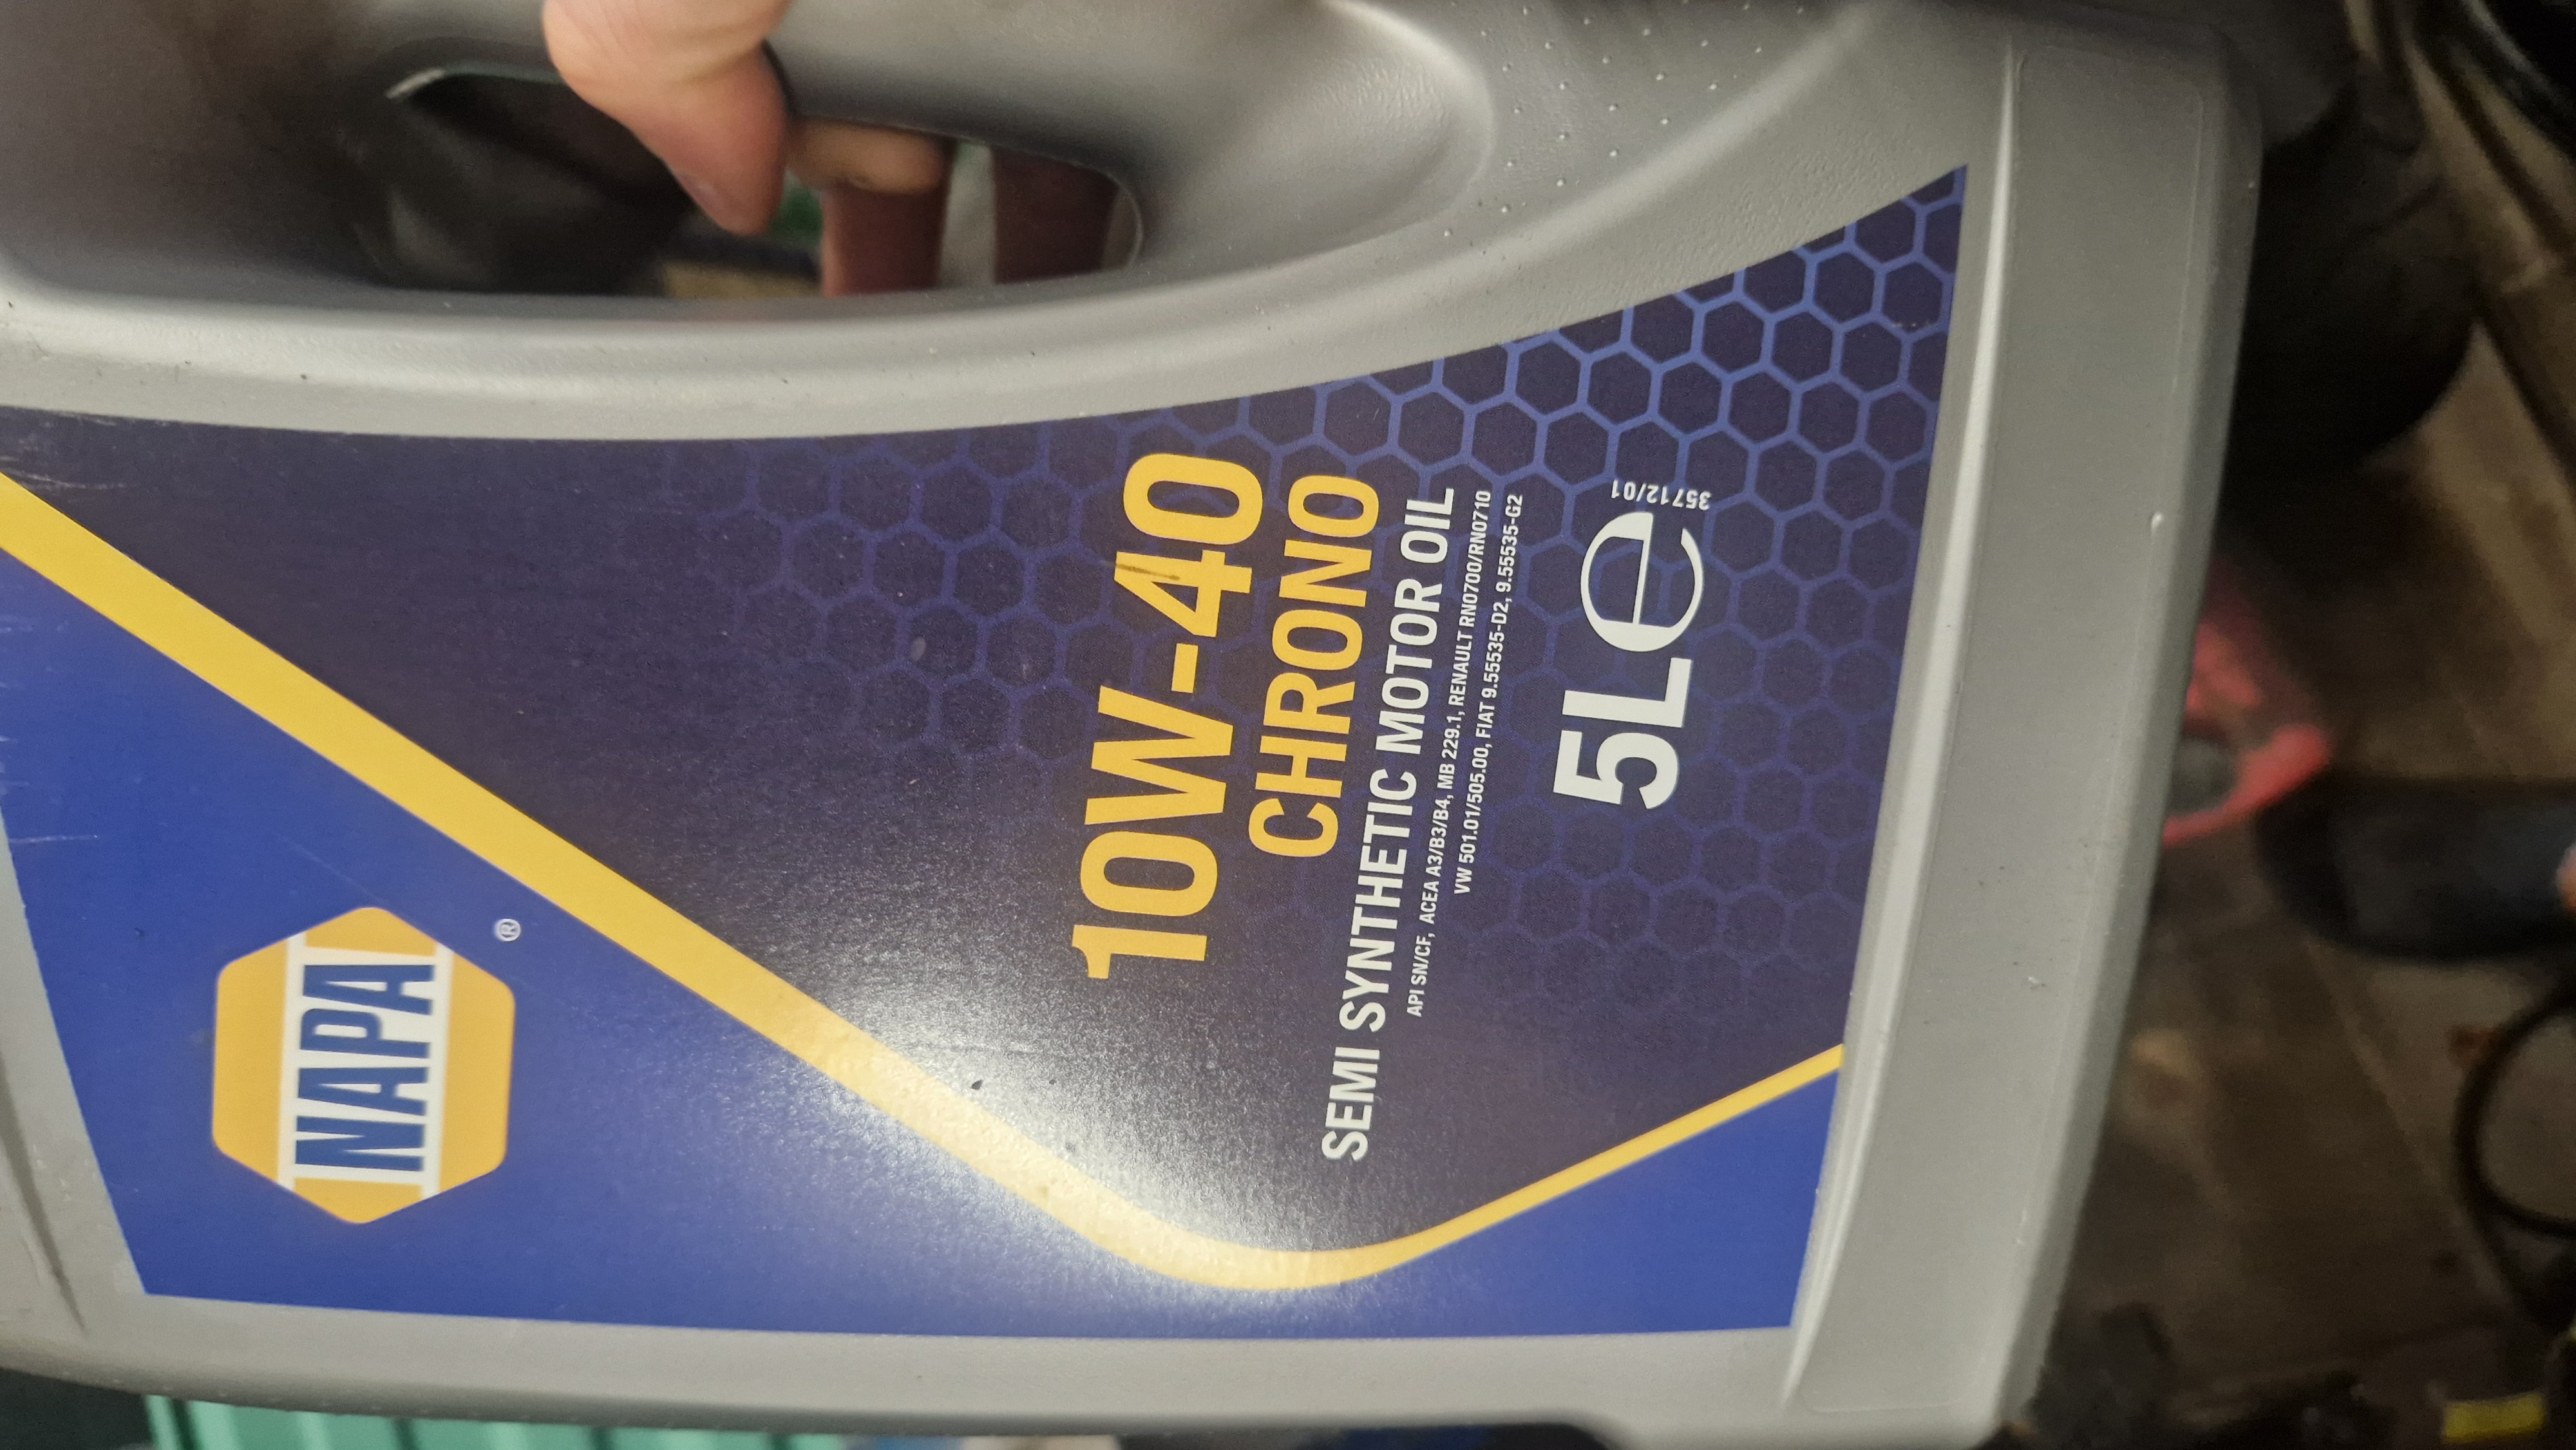 NAPA
®
10W-40
CHRONO
SEMI SYNTHETIC MOTOR OIL
API SN/CF, ACEA A3/B3/B4, MB 229.1, RENAULT RN0700/RN0710
VW 501.01/505.00, FIAT 9.55535-D2, 9.55535-G2
5L℮
35712/01